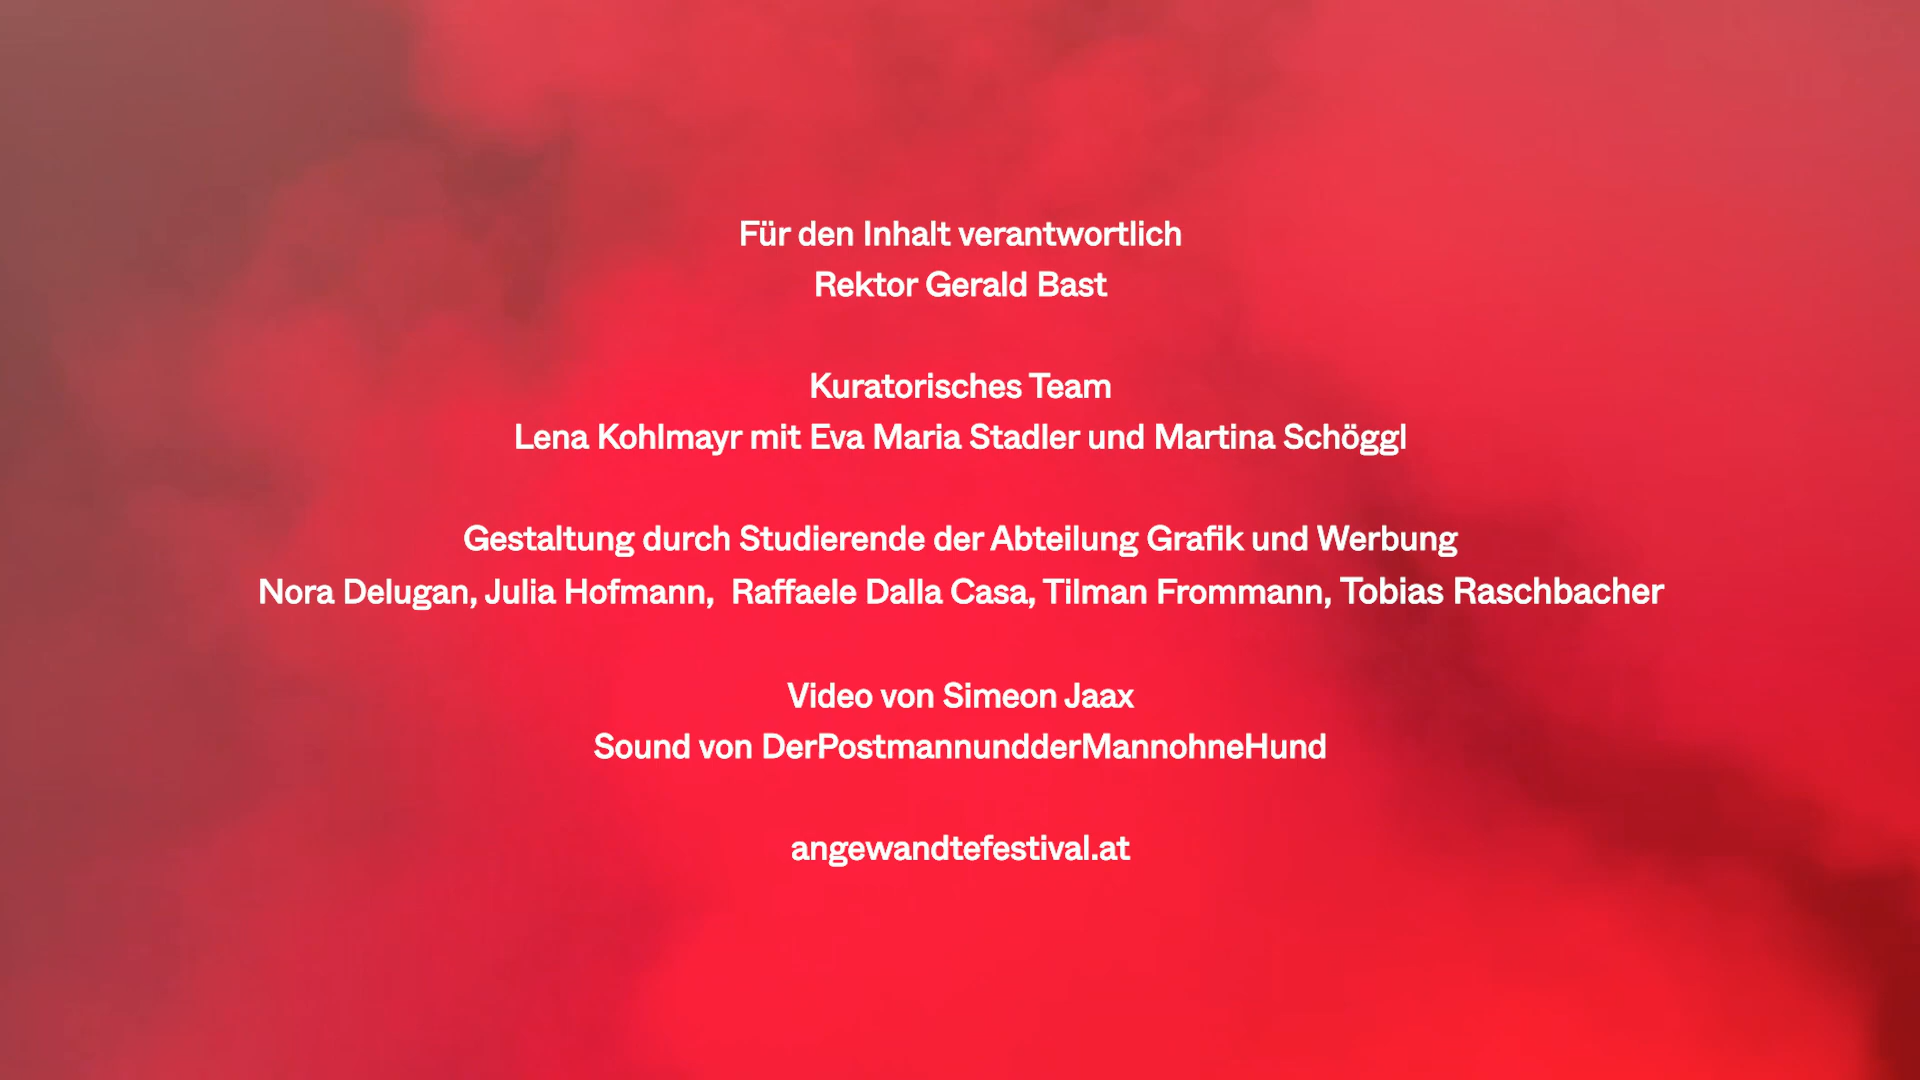 Für den Inhalt verantwortlich
Rektor Gerald Bast
Kuratorisches Team
Lena Kohlmayr mit Eva Maria Stadler und Martina Schöggl
Gestaltung durch Studierende der Abteilung Grafik und Werbung
Nora Delugan, Julia Hofmann, Raffaele Dalla Casa, Tilman Frommann, Tobias Raschbacher
Video von Simeon Jaax
Sound von DerPostmannundderMannohneHund
angewandtefestival.at